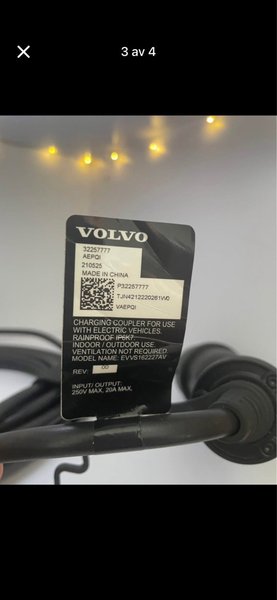 3 av 4
VOLVO
32257777
AEPQI
210525
MADE IN CHINA
P32257777
TJN4212220261W0
VAEPQI
CHARGING COUPLER FOR USE
WITH ELECTRIC VEHICLES.
RAINPROOF IP6K7.
INDOOR / OUTDOOR USE
VENTILATION NOT REQUIRED.
MODEL NAME: EVVS162227AV
REV: 00
INPUT/ OUTPUT:
250V MAX, 20A MAX,